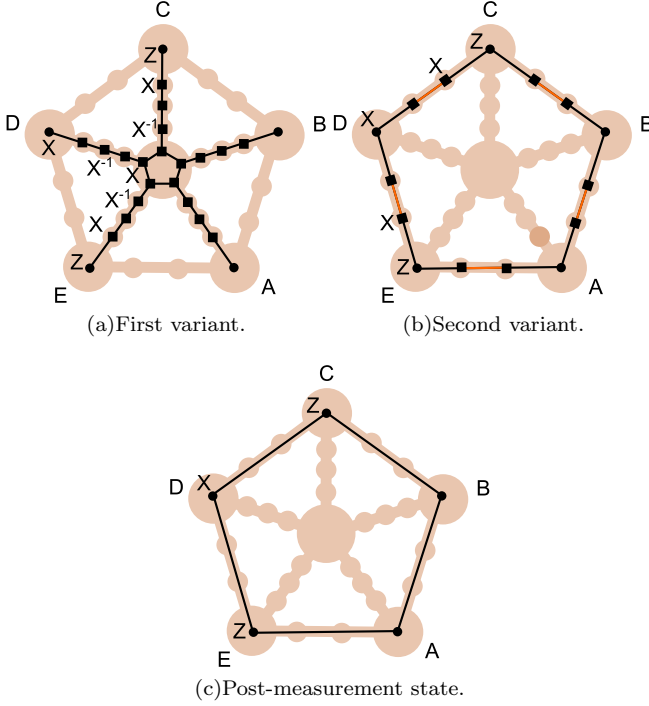 C
Z
X
X⁻¹
D
X
X⁻¹
X
X⁻¹
X
Z
E
A
B
(a)First variant.
C
Z
X
D
X
B
X
Z
E
A
(b)Second variant.
C
Z
D
X
B
Z
E
A
(c)Post-measurement state.